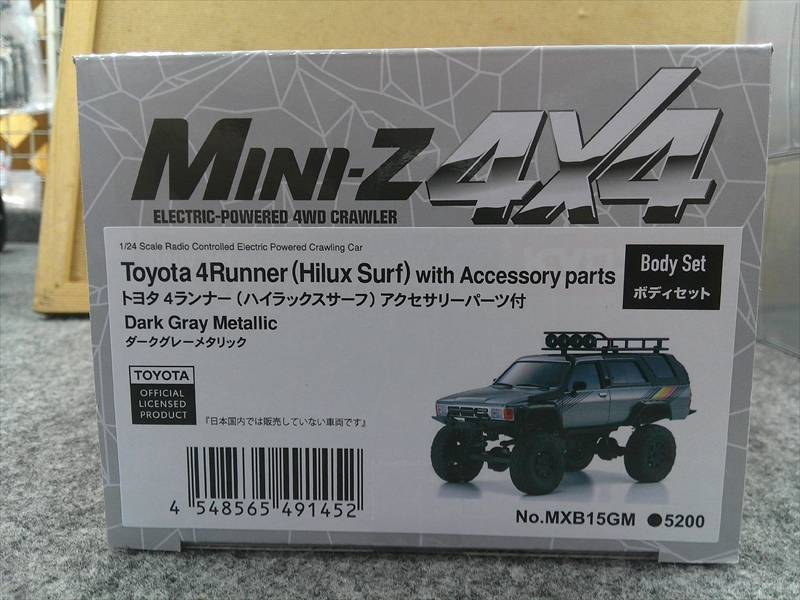 MINI-Z 4X4
ELECTRIC-POWERED 4WD CRAWLER
1/24 Scale Radio Controlled Electric Powered Crawling Car
Toyota 4Runner (Hilux Surf) with Accessory parts
トヨタ 4ランナー (ハイラックスサーフ) アクセサリーパーツ付
Body Set
ボディセット
Dark Gray Metallic
ダークグレーメタリック
TOYOTA
OFFICIAL
LICENSED
PRODUCT
『日本国内では販売していない車両です』
4 548565 491452
No.MXB15GM ●5200